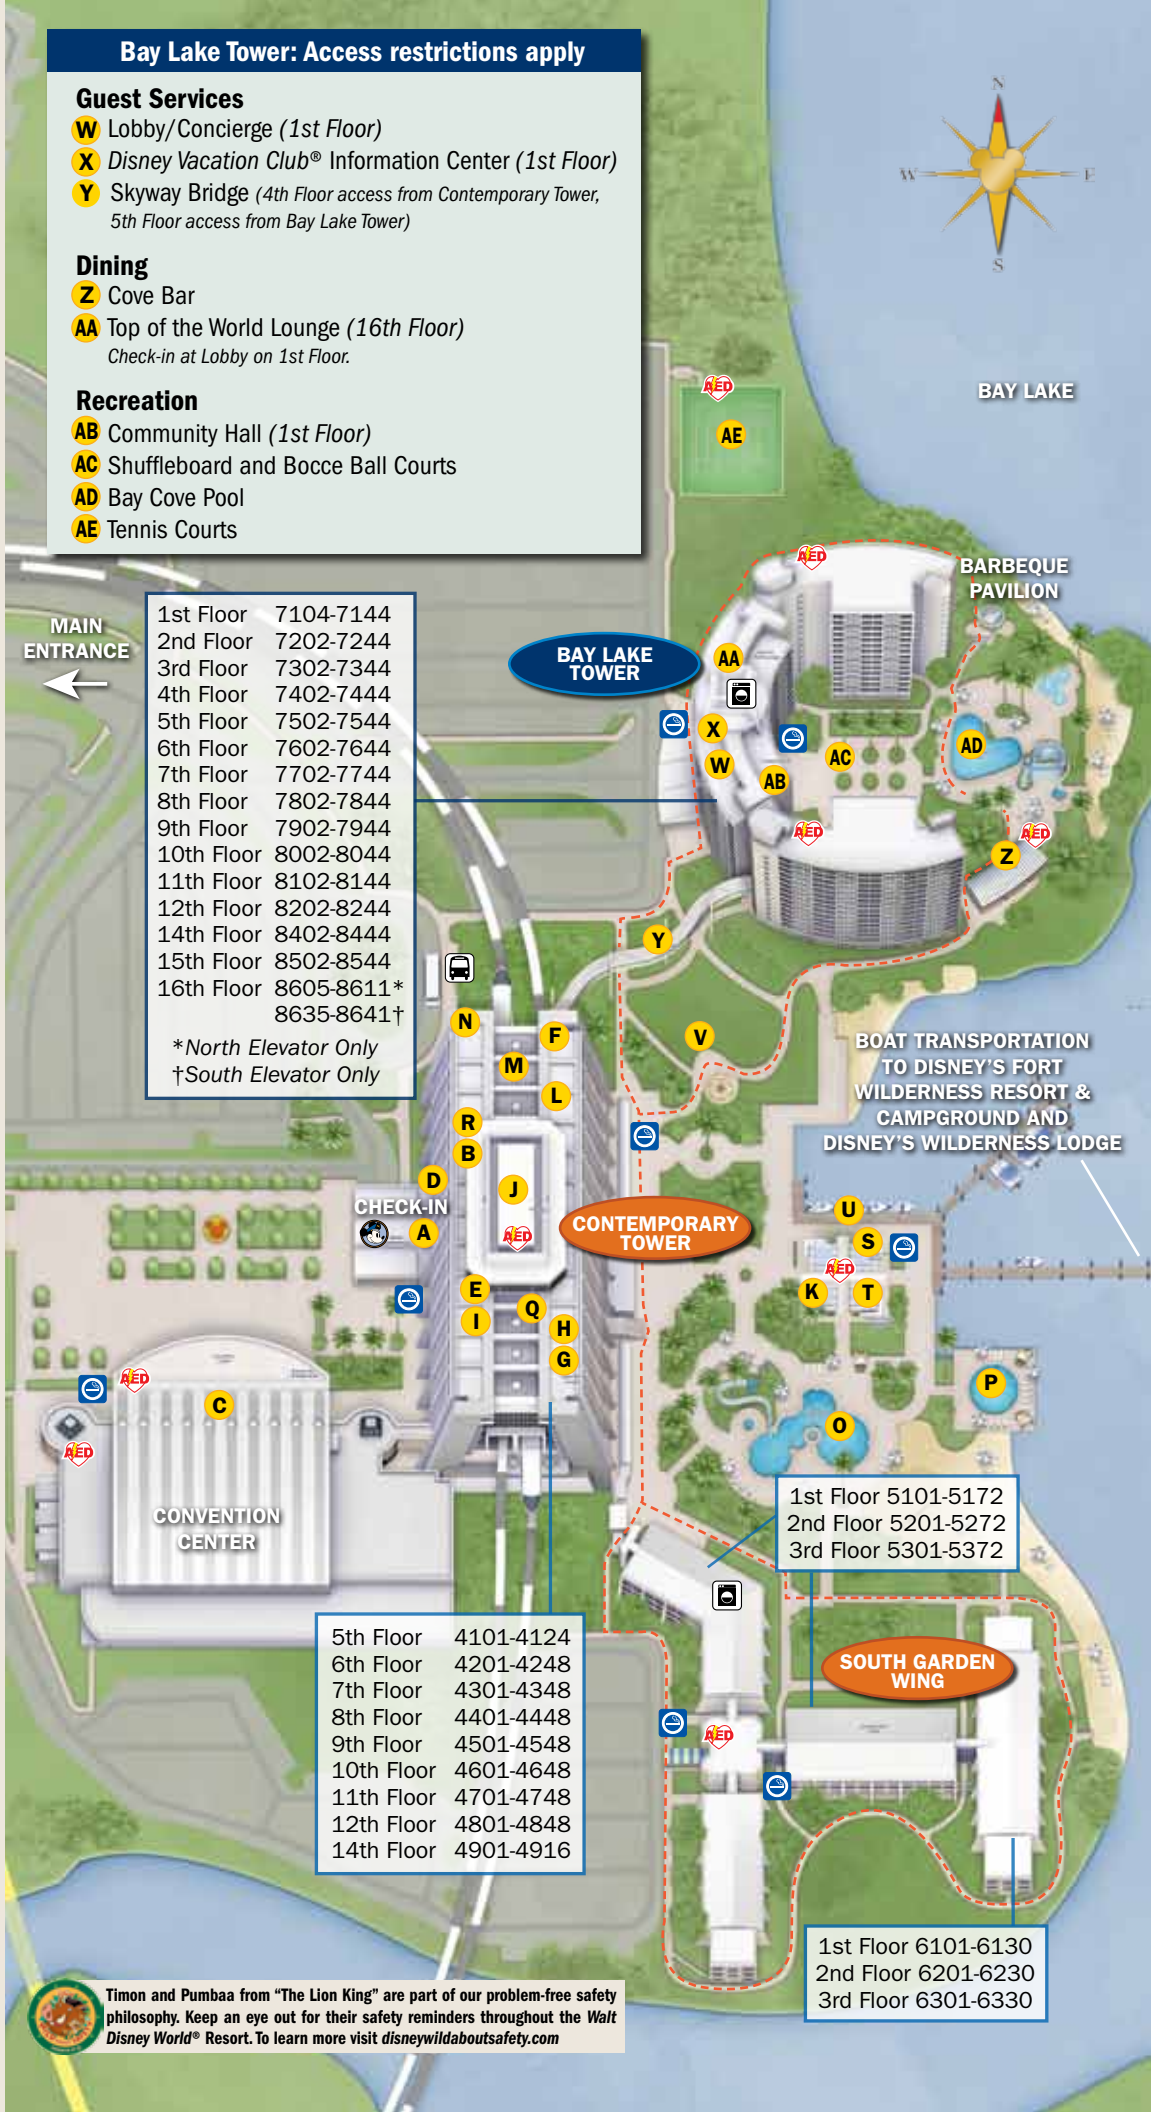 Bay Lake Tower: Access restrictions apply
Guest Services
W Lobby/Concierge (1st Floor)
X Disney Vacation Club® Information Center (1st Floor)
Y Skyway Bridge (4th Floor access from Contemporary Tower,
5th Floor access from Bay Lake Tower)
Dining
Z Cove Bar
AA Top of the World Lounge (16th Floor)
Check-in at Lobby on 1st Floor.
Recreation
AB Community Hall (1st Floor)
AC Shuffleboard and Bocce Ball Courts
AD Bay Cove Pool
AE Tennis Courts
N
W
E
S
BAY LAKE
AED
AE
MAIN
ENTRANCE
1st Floor 7104-7144
2nd Floor 7202-7244
3rd Floor 7302-7344
4th Floor 7402-7444
5th Floor 7502-7544
6th Floor 7602-7644
7th Floor 7702-7744
8th Floor 7802-7844
9th Floor 7902-7944
10th Floor 8002-8044
11th Floor 8102-8144
12th Floor 8202-8244
14th Floor 8402-8444
15th Floor 8502-8544
16th Floor 8605-8611*
8635-8641†
*North Elevator Only
†South Elevator Only
AED
BARBEQUE
PAVILION
BAY LAKE
TOWER
AA
X
W
AB
AC
AD
AED
AED
Z
Y
V
N
F
M
L
R
B
D
J
CHECK-IN
A
AED
CONTEMPORARY
TOWER
E
I
Q
H
G
BOAT TRANSPORTATION
TO DISNEY'S FORT
WILDERNESS RESORT &
CAMPGROUND AND
DISNEY'S WILDERNESS LODGE
U
S
AED
K
T
P
O
AED
C
AED
CONVENTION
CENTER
1st Floor 5101-5172
2nd Floor 5201-5272
3rd Floor 5301-5372
5th Floor 4101-4124
6th Floor 4201-4248
7th Floor 4301-4348
8th Floor 4401-4448
9th Floor 4501-4548
10th Floor 4601-4648
11th Floor 4701-4748
12th Floor 4801-4848
14th Floor 4901-4916
SOUTH GARDEN
WING
AED
1st Floor 6101-6130
2nd Floor 6201-6230
3rd Floor 6301-6330
Timon and Pumbaa from “The Lion King” are part of our problem-free safety
philosophy. Keep an eye out for their safety reminders throughout the Walt
Disney World® Resort. To learn more visit disneywildaboutsafety.com